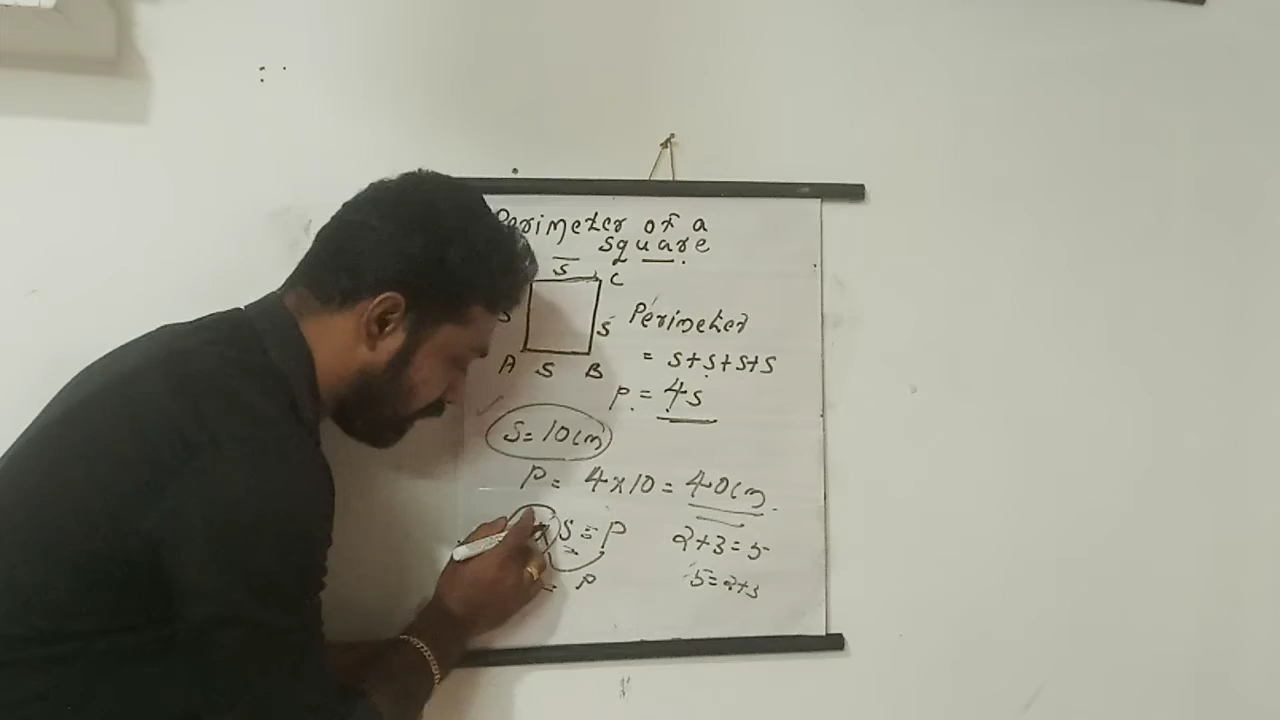 Perimeter of a
square
S
C
S
S
Perimeter
= S+S+S+S
A S B
P = 4S
S = 10cm
P = 4×10 = 40cm
× S = P
2+3=5
= P
5=2+3